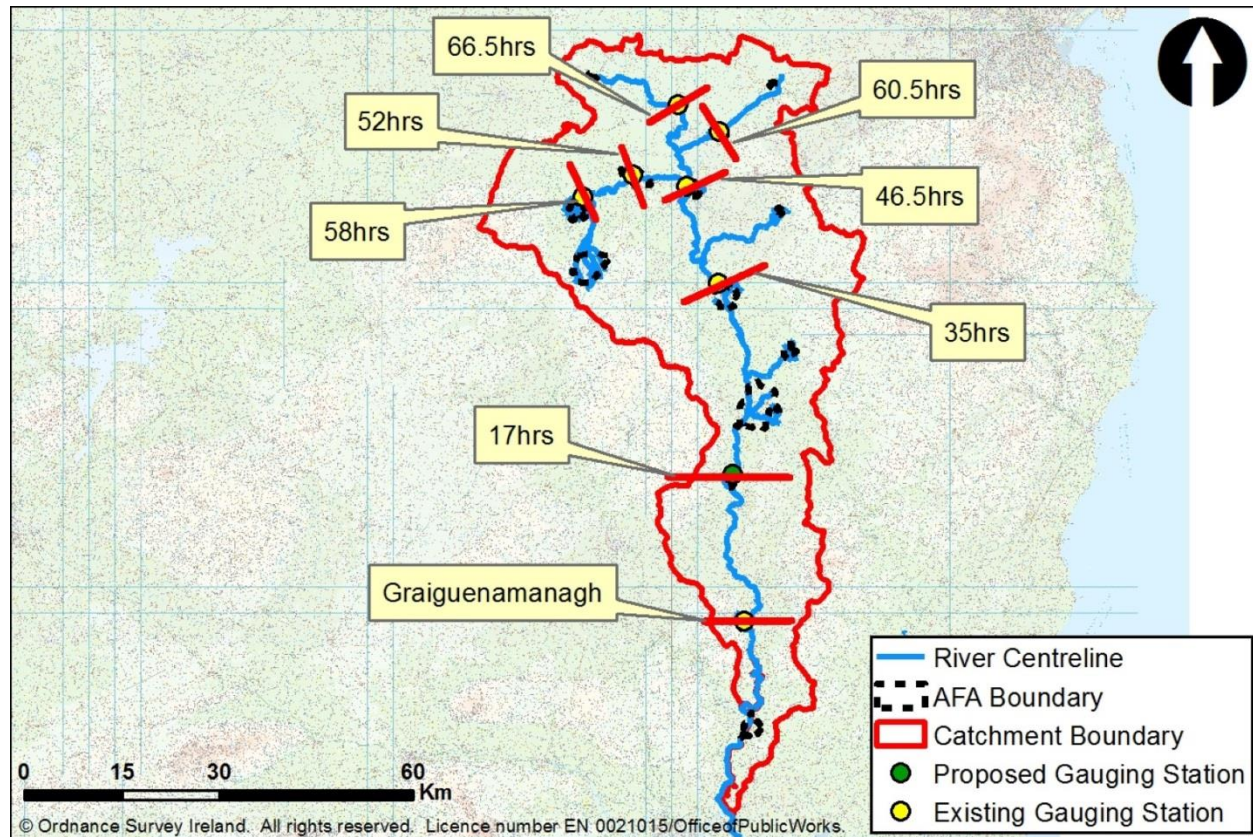 66.5hrs
60.5hrs
52hrs
46.5hrs
58hrs
35hrs
17hrs
Graiguenamanagh
River Centreline
AFA Boundary
Catchment Boundary
Proposed Gauging Station
Existing Gauging Station
0 15 30 60
Km
© Ordnance Survey Ireland. All rights reserved. Licence number EN 0021015/OfficeofPublicWorks.